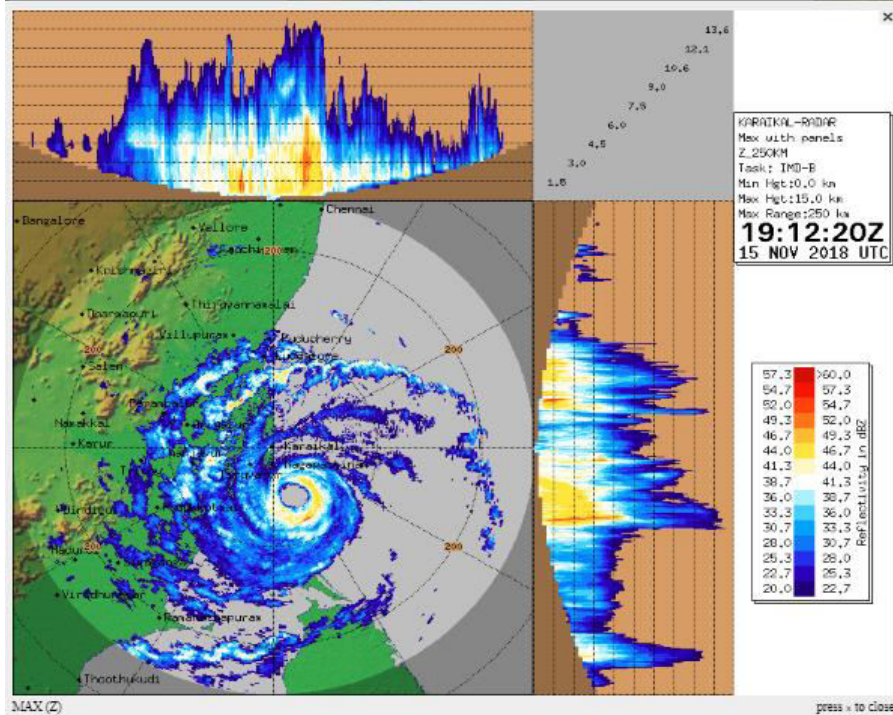 ×
13.6
12.1
10.6
9.0
7.5
6.0
4.5
3.0
1.5
KARAIKAL-RADAR
Max with panels
Z_250KM
Task: IMD-B
Min Hgt:0.0 km
Max Hgt:15.0 km
Max Range:250 km
19:12:20Z
15 NOV 2018 UTC
Chennai
Bangalore
Vellore
200
Krishnagiri
Thiruvannamalai
Dharmapuri
Villupuram
Puducherry
200
200
Salem
Namakkal
Karur
Karaikal
Dindigul
200
200
Madurai
Virudhunagar
Ramanathapuram
Thoothukudi
57.3 >60.0
54.7 57.3
52.0 54.7
49.3 52.0
46.7 49.3
44.0 46.7
41.3 44.0
38.7 41.3
36.0 38.7
33.3 36.0
30.7 33.3
28.0 30.7
25.3 28.0
22.7 25.3
20.0 22.7
Reflectivity in dBZ
MAX (Z)
press x to close